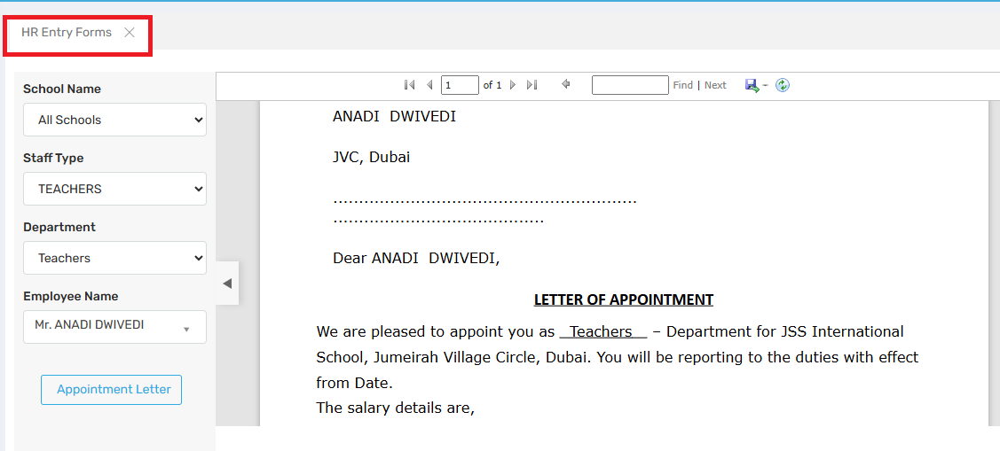 HR Entry Forms
School Name
All Schools
Staff Type
TEACHERS
Department
Teachers
Employee Name
Mr. ANADI DWIVEDI
Appointment Letter
1 of 1 Find | Next
ANADI DWIVEDI
JVC, Dubai
...........................................................
.........................................
Dear ANADI DWIVEDI,
LETTER OF APPOINTMENT
We are pleased to appoint you as Teachers – Department for JSS International
School, Jumeirah Village Circle, Dubai. You will be reporting to the duties with effect
from Date.
The salary details are,